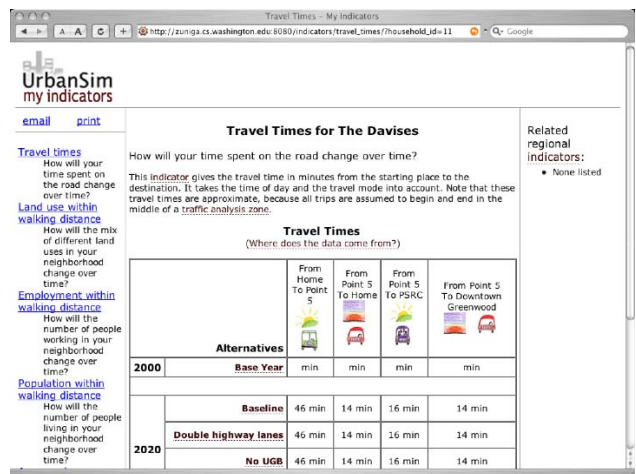 Travel Times – My Indicators
A A C + http://zuniga.cs.washington.edu:8080/indicators/travel_times/?household_id=11 Q- Google
UrbanSim
my indicators
email print
Travel times
How will your
time spent on
the road change
over time?
Land use within
walking distance
How will the mix
of different land
uses in your
neighborhood
change over
time?
Employment within
walking distance
How will the
number of people
working in your
neighborhood
change over
time?
Population within
walking distance
How will the
number of people
living in your
neighborhood
change over
time?
Travel Times for The Davises
How will your time spent on the road change over time?
This indicator gives the travel time in minutes from the starting place to the
destination. It takes the time of day and the travel mode into account. Note that these
travel times are approximate, because all trips are assumed to begin and end in the
middle of a traffic analysis zone.
Travel Times
(Where does the data come from?)
Alternatives
From
Home
To Point
5
From
Point 5
To Home
From
Point 5
To PSRC
From Point 5
To Downtown
Greenwood
2000 Base Year min min min min
2020
Baseline 46 min 14 min 16 min 14 min
Double highway lanes 46 min 14 min 16 min 14 min
No UGB 46 min 14 min 16 min 14 min
Related
regional
indicators:
• None listed